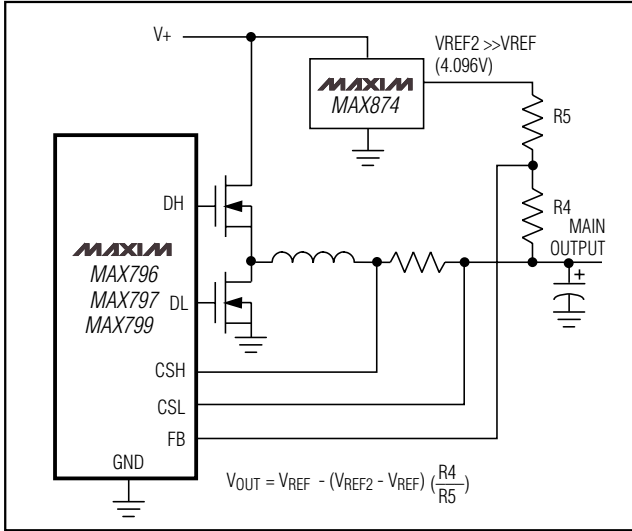 V+
VREF2 >>VREF
(4.096V)
MAXIM
MAX874
R5
R4
MAIN
OUTPUT
+
DH
MAXIM
MAX796
MAX797
MAX799
DL
CSH
CSL
FB
GND
VOUT = VREF - (VREF2 - VREF) (R4/R5)